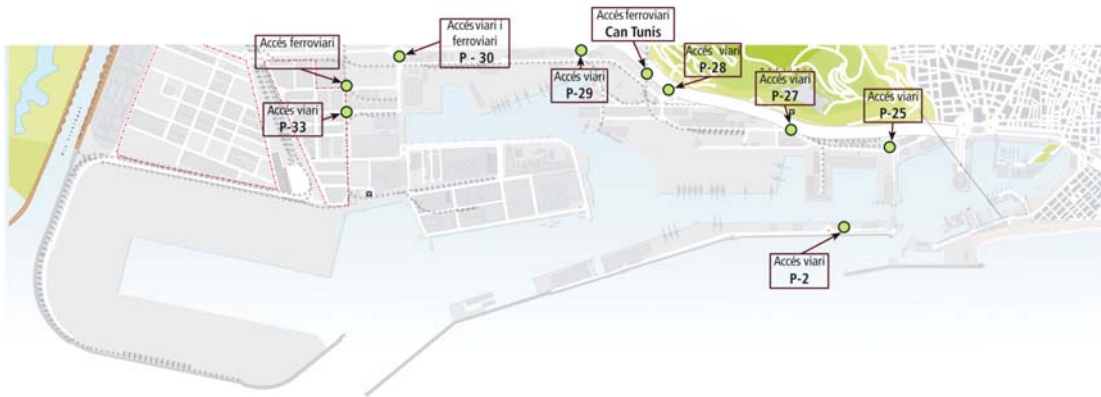 Accés ferroviari
Accés viari i
ferroviari
P - 30
Accés viari
P-33
Accés viari
P-29
Accés ferroviari
Can Tunis
Accés viari
P-28
Accés viari
P-27
Accés viari
P-25
Accés viari
P-2